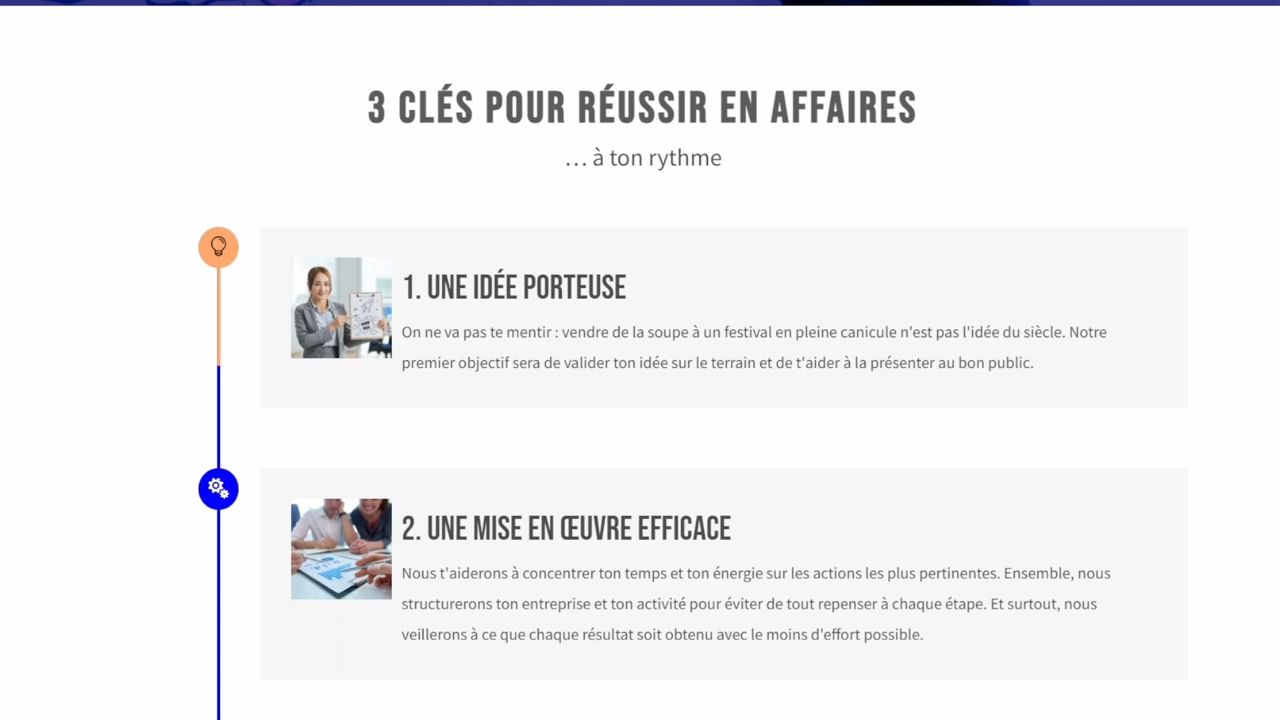 3 CLÉS POUR RÉUSSIR EN AFFAIRES
… à ton rythme
1. UNE IDÉE PORTEUSE
On ne va pas te mentir : vendre de la soupe à un festival en pleine canicule n'est pas l'idée du siècle. Notre
premier objectif sera de valider ton idée sur le terrain et de t'aider à la présenter au bon public.
2. UNE MISE EN ŒUVRE EFFICACE
Nous t'aiderons à concentrer ton temps et ton énergie sur les actions les plus pertinentes. Ensemble, nous
structurerons ton entreprise et ton activité pour éviter de tout repenser à chaque étape. Et surtout, nous
veillerons à ce que chaque résultat soit obtenu avec le moins d'effort possible.